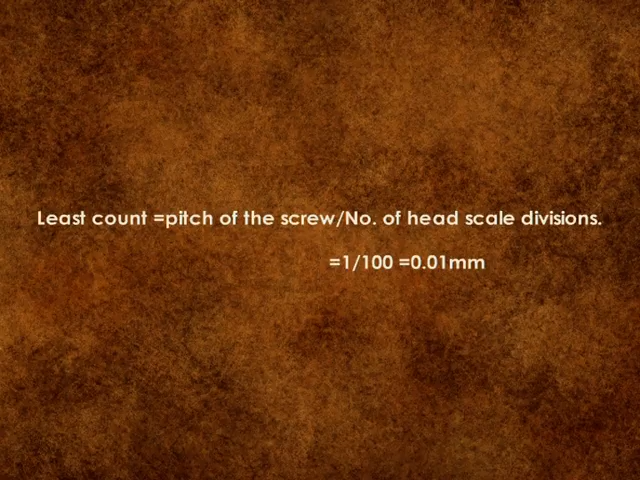 Least count =pitch of the screw/No. of head scale divisions.
=1/100 =0.01mm